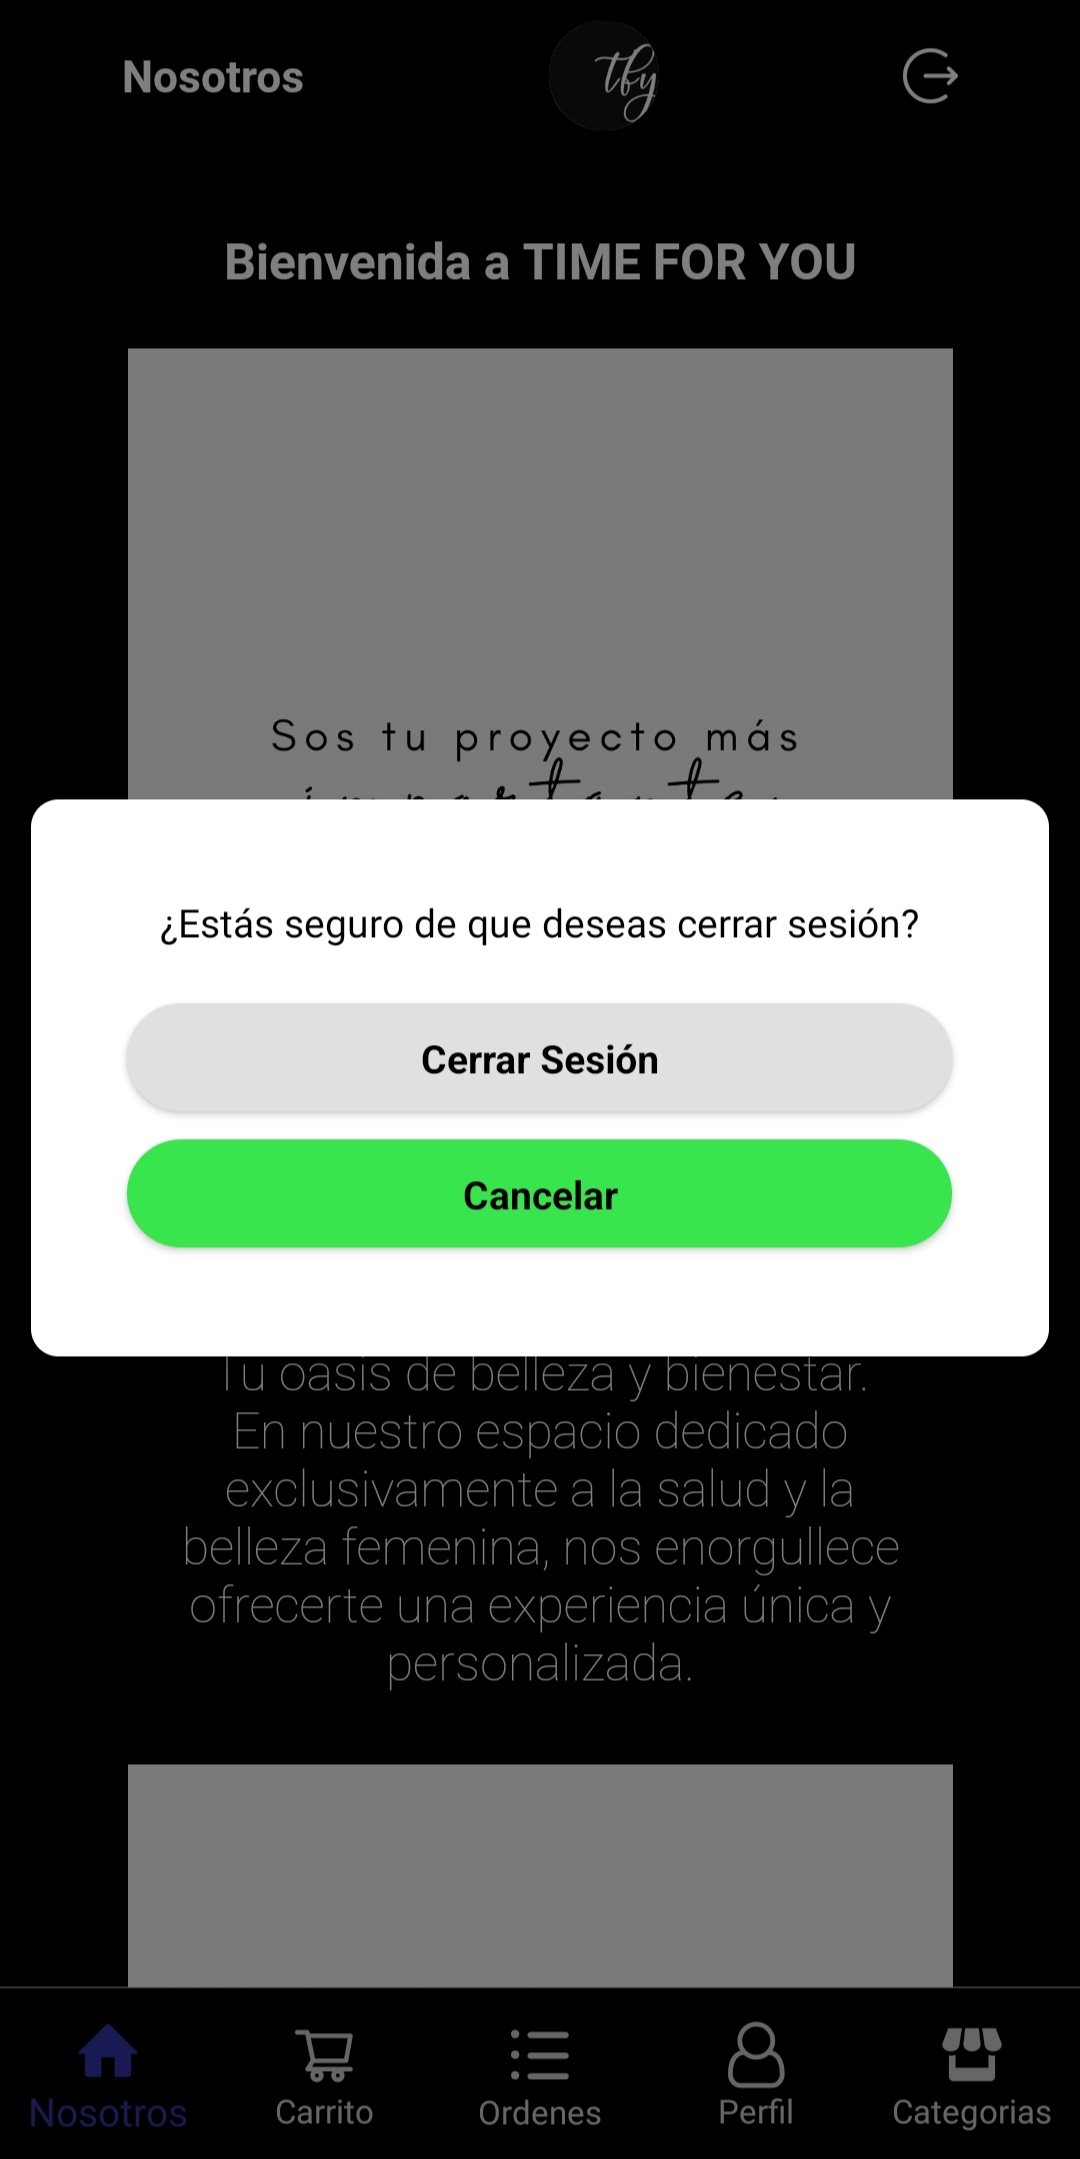 Nosotros
tfy
Bienvenida a TIME FOR YOU
Sos tu proyecto más
¿Estás seguro de que deseas cerrar sesión?
Cerrar Sesión
Cancelar
Tu oasis de belleza y bienestar.
En nuestro espacio dedicado
exclusivamente a la salud y la
belleza femenina, nos enorgullece
ofrecerte una experiencia única y
personalizada.
Nosotros
Carrito
Ordenes
Perfil
Categorias